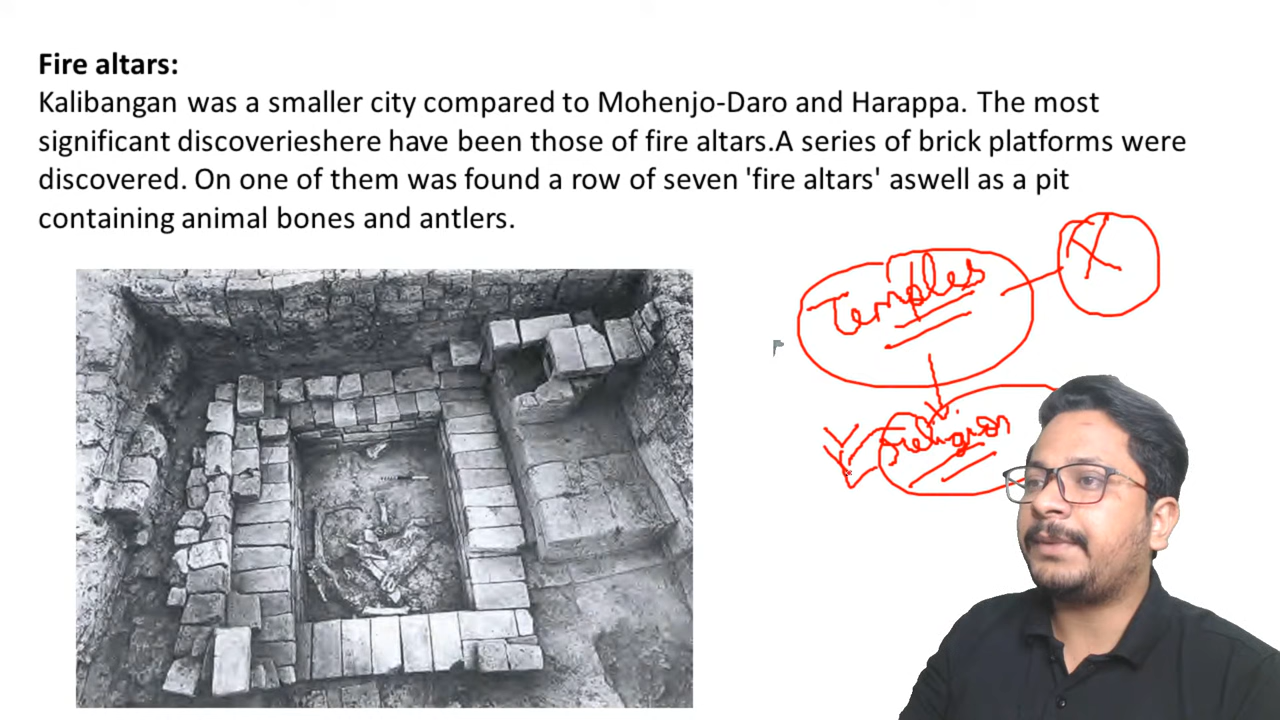 Fire altars:
Kalibangan was a smaller city compared to Mohenjo-Daro and Harappa. The most
significant discoverieshere have been those of fire altars.A series of brick platforms were
discovered. On one of them was found a row of seven 'fire altars' aswell as a pit
containing animal bones and antlers.
Temples
X
Religion